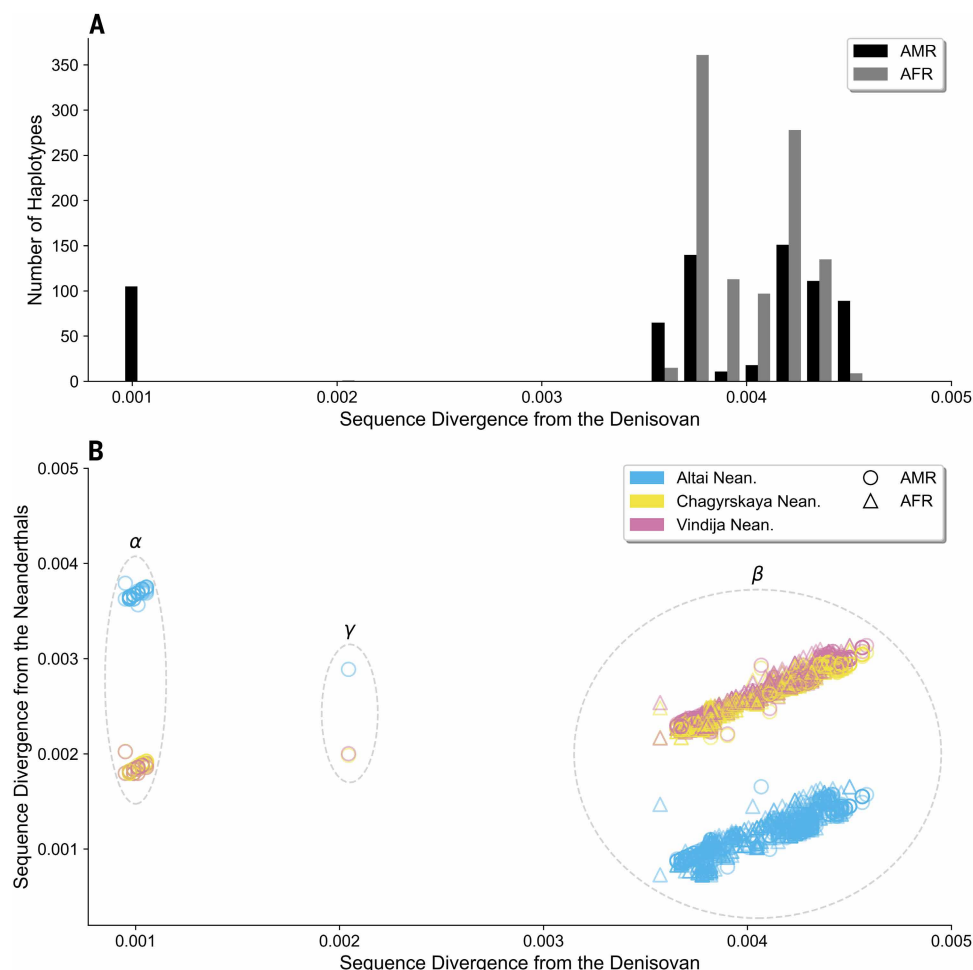 A
AMR
AFR
Number of Haplotypes
350
300
250
200
150
100
50
0
0.001 0.002 0.003 0.004 0.005
Sequence Divergence from the Denisovan
B
Altai Nean.
Chagyrskaya Nean.
Vindija Nean.
AMR
AFR
Sequence Divergence from the Neanderthals
0.005
0.004
0.003
0.002
0.001
α
γ
β
0.001 0.002 0.003 0.004 0.005
Sequence Divergence from the Denisovan